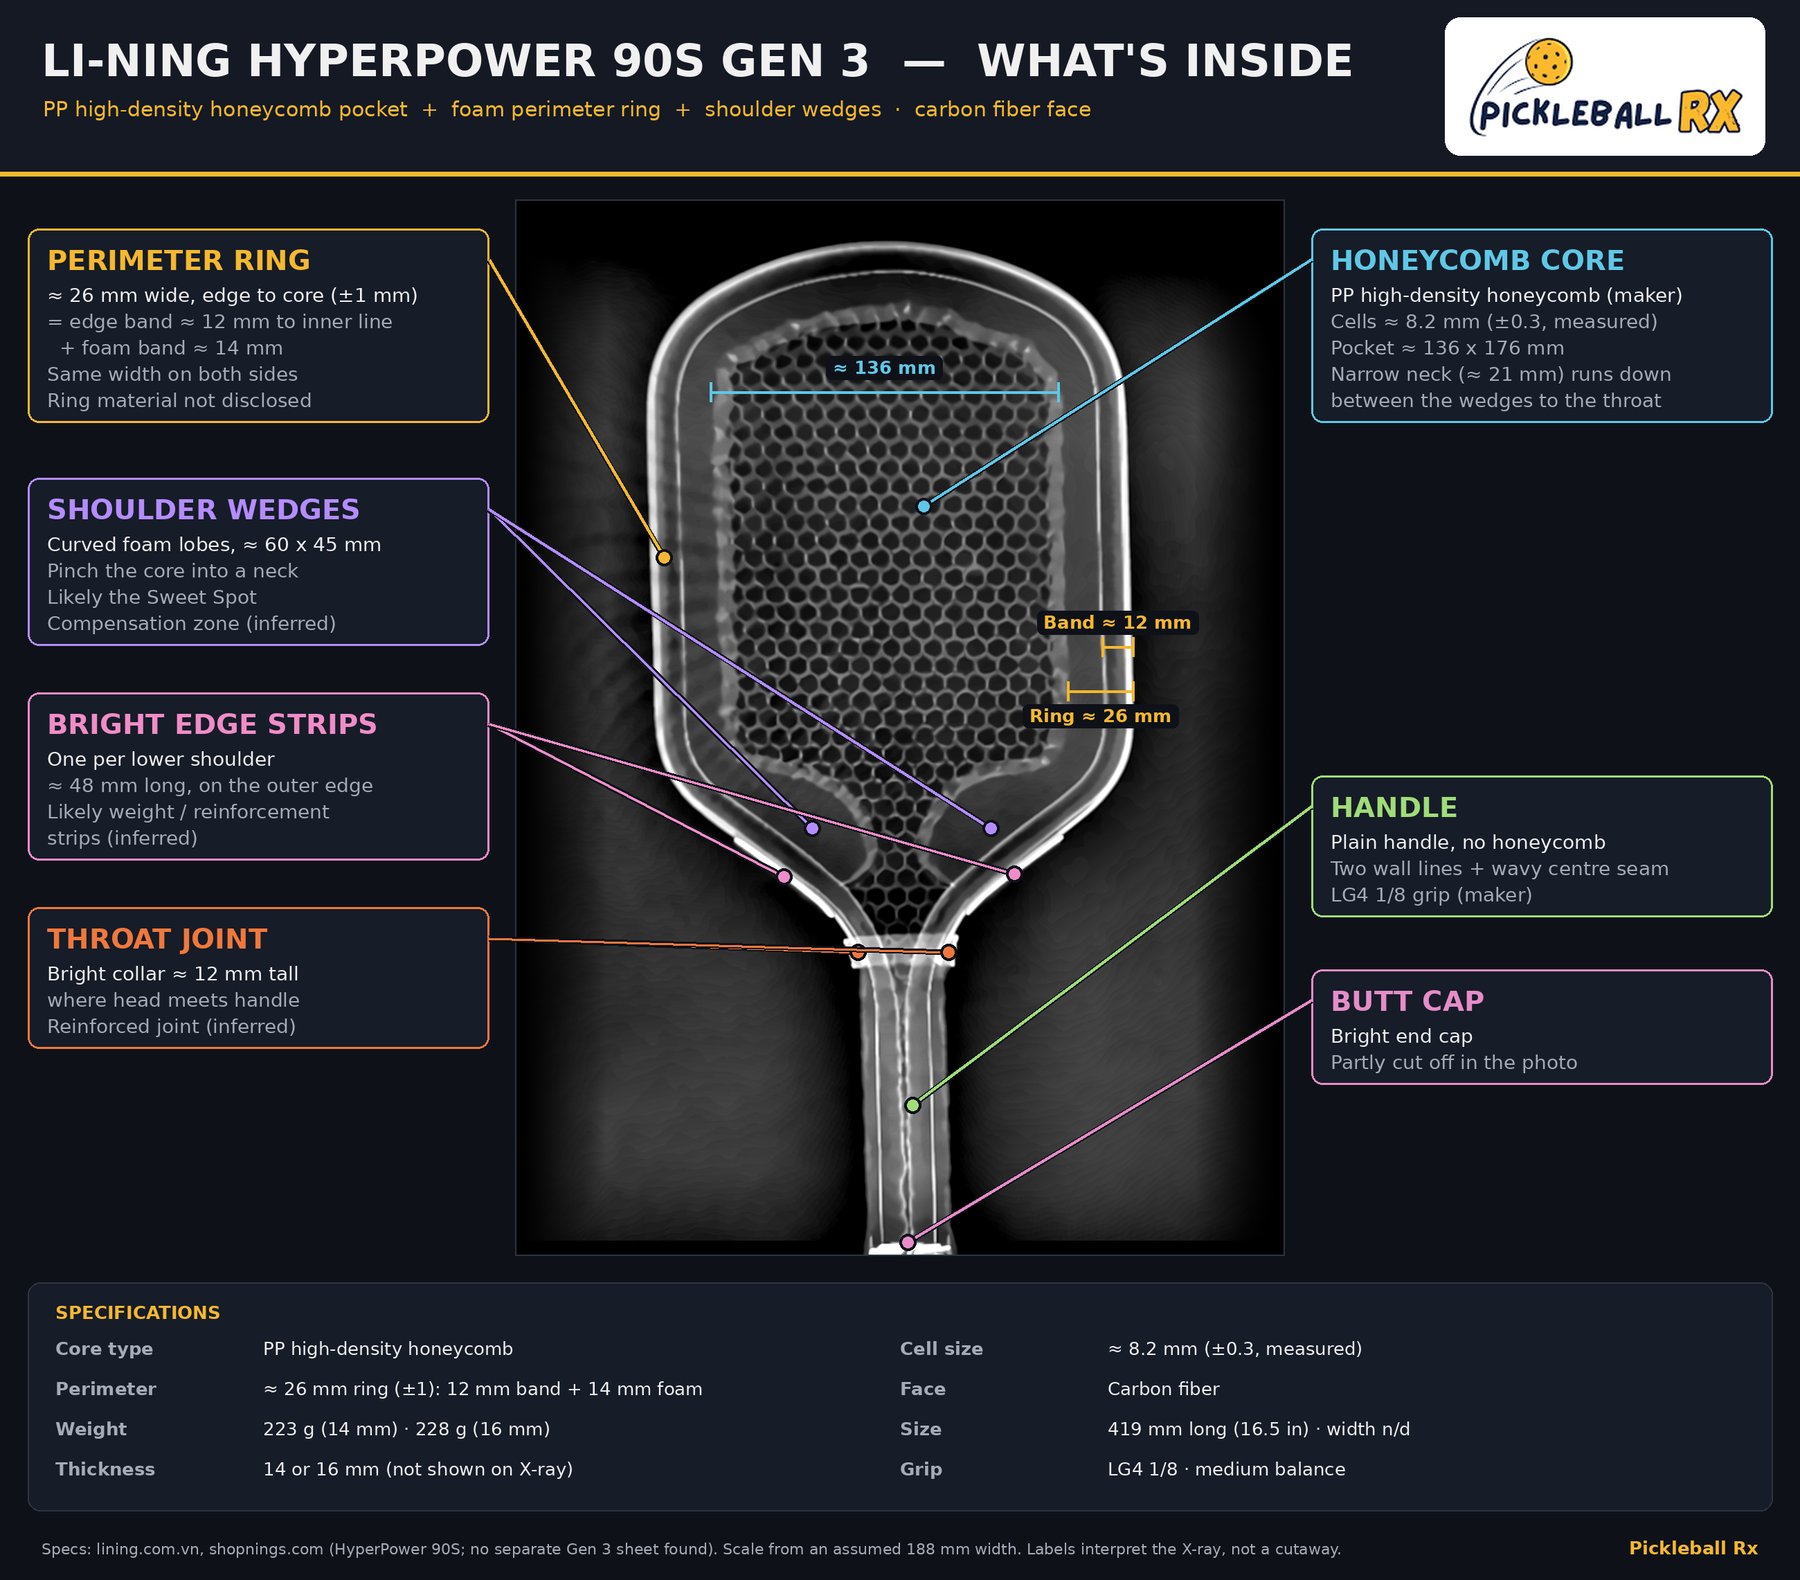 LI-NING HYPERPOWER 90S GEN 3 — WHAT'S INSIDE
PP high-density honeycomb pocket + foam perimeter ring + shoulder wedges · carbon fiber face
PICKLEBALL RX
PERIMETER RING
≈ 26 mm wide, edge to core (±1 mm)
= edge band ≈ 12 mm to inner line
+ foam band ≈ 14 mm
Same width on both sides
Ring material not disclosed
SHOULDER WEDGES
Curved foam lobes, ≈ 60 x 45 mm
Pinch the core into a neck
Likely the Sweet Spot
Compensation zone (inferred)
BRIGHT EDGE STRIPS
One per lower shoulder
≈ 48 mm long, on the outer edge
Likely weight / reinforcement
strips (inferred)
THROAT JOINT
Bright collar ≈ 12 mm tall
where head meets handle
Reinforced joint (inferred)
≈ 136 mm
Band ≈ 12 mm
Ring ≈ 26 mm
HONEYCOMB CORE
PP high-density honeycomb (maker)
Cells ≈ 8.2 mm (±0.3, measured)
Pocket ≈ 136 x 176 mm
Narrow neck (≈ 21 mm) runs down
between the wedges to the throat
HANDLE
Plain handle, no honeycomb
Two wall lines + wavy centre seam
LG4 1/8 grip (maker)
BUTT CAP
Bright end cap
Partly cut off in the photo
SPECIFICATIONS
Core type PP high-density honeycomb Cell size ≈ 8.2 mm (±0.3, measured)
Perimeter ≈ 26 mm ring (±1): 12 mm band + 14 mm foam Face Carbon fiber
Weight 223 g (14 mm) · 228 g (16 mm) Size 419 mm long (16.5 in) · width n/d
Thickness 14 or 16 mm (not shown on X-ray) Grip LG4 1/8 · medium balance
Specs: lining.com.vn, shopnings.com (HyperPower 90S; no separate Gen 3 sheet found). Scale from an assumed 188 mm width. Labels interpret the X-ray, not a cutaway.
Pickleball Rx